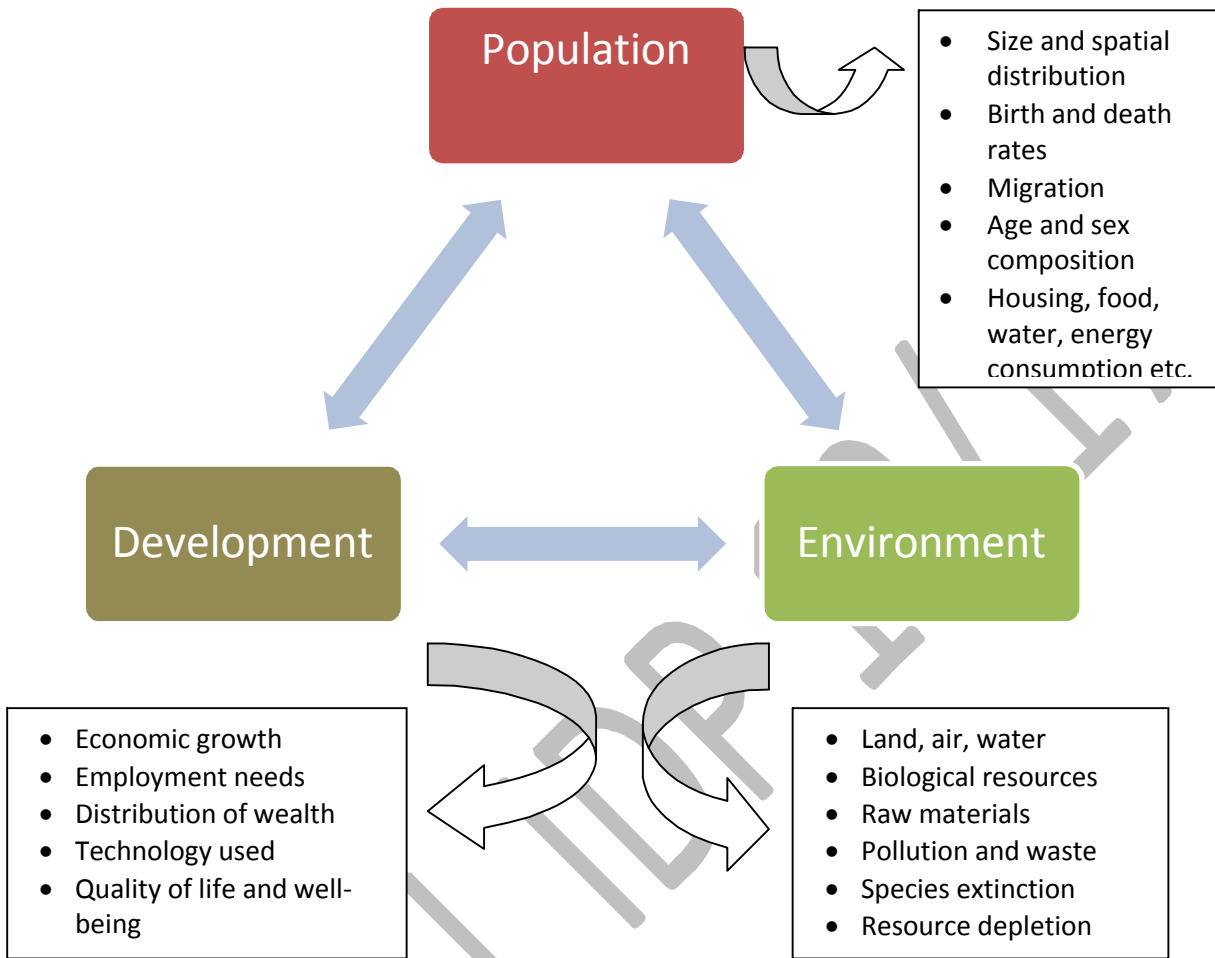 Population
• Size and spatial
distribution
• Birth and death
rates
• Migration
• Age and sex
composition
• Housing, food,
water, energy
consumption etc.
Development
Environment
• Economic growth
• Employment needs
• Distribution of wealth
• Technology used
• Quality of life and well-
being
• Land, air, water
• Biological resources
• Raw materials
• Pollution and waste
• Species extinction
• Resource depletion